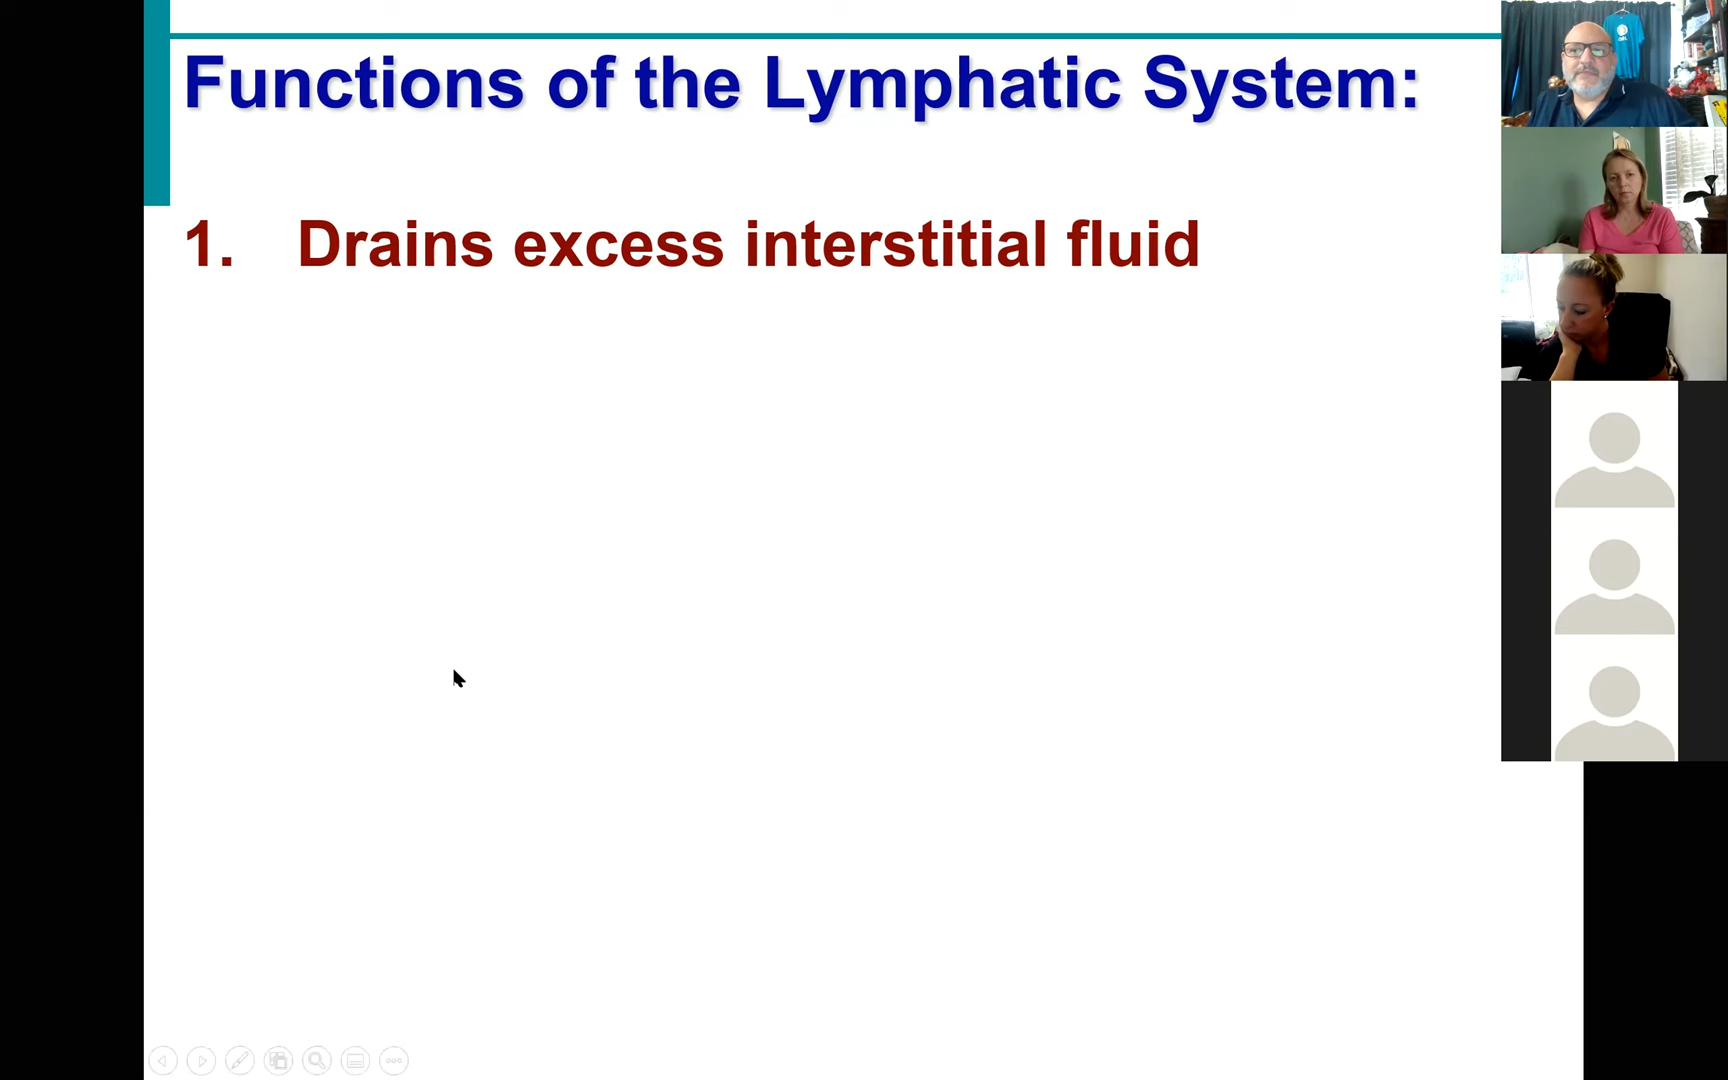 Functions of the Lymphatic System:
1. Drains excess interstitial fluid